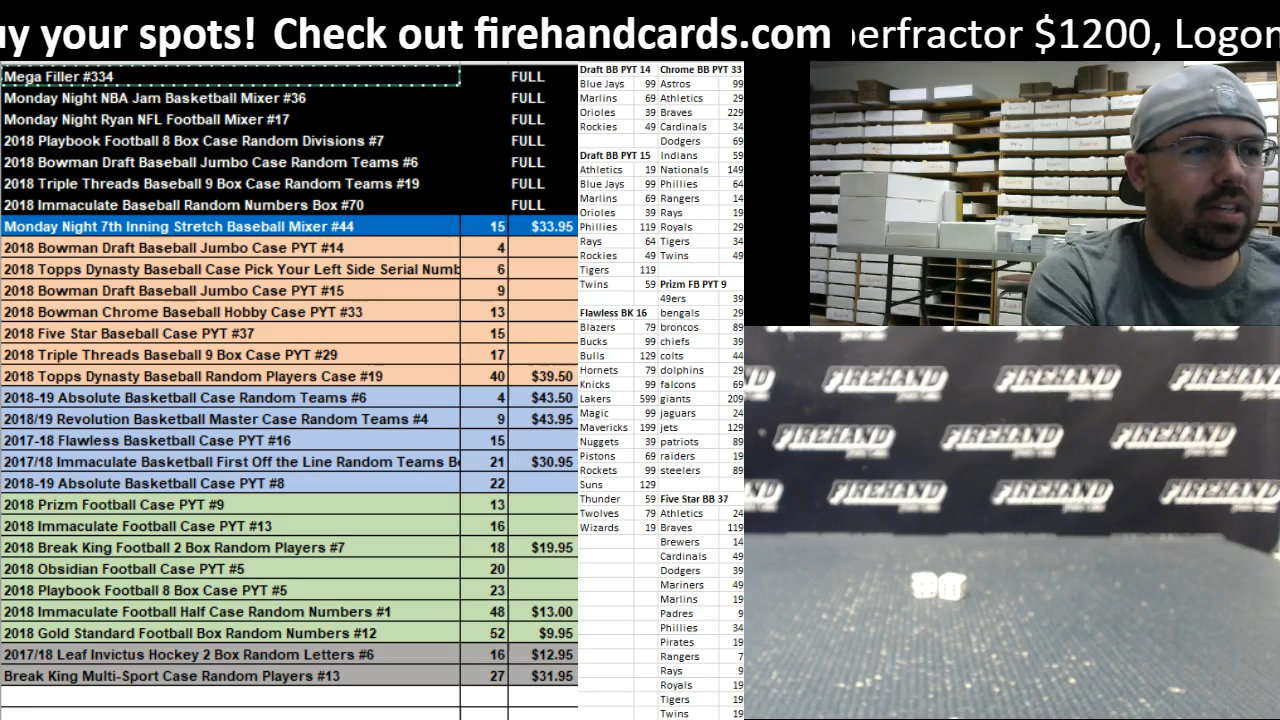 y your spots! Check out firehandcards.com erfractor $1200, Logon
Mega Filler #334 FULL
Monday Night NBA Jam Basketball Mixer #36 FULL
Monday Night Ryan NFL Football Mixer #17 FULL
2018 Playbook Football 8 Box Case Random Divisions #7 FULL
2018 Bowman Draft Baseball Jumbo Case Random Teams #6 FULL
2018 Triple Threads Baseball 9 Box Case Random Teams #19 FULL
2018 Immaculate Baseball Random Numbers Box #70 FULL
Monday Night 7th Inning Stretch Baseball Mixer #44 15 $33.95
2018 Bowman Draft Baseball Jumbo Case PYT #14 4
2018 Topps Dynasty Baseball Case Pick Your Left Side Serial Numb 6
2018 Bowman Draft Baseball Jumbo Case PYT #15 9
2018 Bowman Chrome Baseball Hobby Case PYT #33 13
2018 Five Star Baseball Case PYT #37 15
2018 Triple Threads Baseball 9 Box Case PYT #29 17
2018 Topps Dynasty Baseball Random Players Case #19 40 $39.50
2018-19 Absolute Basketball Case Random Teams #6 4 $43.50
2018/19 Revolution Basketball Master Case Random Teams #4 9 $43.95
2017-18 Flawless Basketball Case PYT #16 15
2017/18 Immaculate Basketball First Off the Line Random Teams B 21 $30.95
2018-19 Absolute Basketball Case PYT #8 22
2018 Prizm Football Case PYT #9 13
2018 Immaculate Football Case PYT #13 16
2018 Break King Football 2 Box Random Players #7 18 $19.95
2018 Obsidian Football Case PYT #5 20
2018 Playbook Football 8 Box Case PYT #5 23
2018 Immaculate Football Half Case Random Numbers #1 48 $13.00
2018 Gold Standard Football Box Random Numbers #12 52 $9.95
2017/18 Leaf Invictus Hockey 2 Box Random Letters #6 16 $12.95
Break King Multi-Sport Case Random Players #13 27 $31.95
Draft BB PYT 14
Blue Jays 99
Marlins 69
Orioles 39
Rockies 49
Draft BB PYT 15
Athletics 19
Blue Jays 99
Marlins 69
Orioles 39
Phillies 119
Rays 64
Rockies 49
Tigers 119
Twins 59
Flawless BK 16
Blazers 79
Bucks 99
Bulls 129
Hornets 79
Knicks 99
Lakers 599
Magic 99
Mavericks 199
Nuggets 39
Pistons 69
Rockets 99
Suns 129
Thunder 59
Twolves 79
Wizards 19
Chrome BB PYT 33
Astros 99
Athletics 29
Braves 229
Cardinals 34
Dodgers 69
Indians 59
Nationals 149
Phillies 64
Rangers 14
Rays 19
Royals 29
Tigers 34
Twins 49
Prizm FB PYT 9
49ers 39
bengals 29
broncos 89
chiefs 39
colts 44
dolphins 29
falcons 69
giants 209
jaguars 24
jets 129
patriots 89
raiders 19
steelers 89
Five Star BB 37
Athletics 24
Braves 119
Brewers 14
Cardinals 49
Dodgers 39
Mariners 49
Marlins 19
Padres 9
Phillies 34
Pirates 19
Rangers 7
Rays 9
Royals 19
Tigers 19
Twins 19
FIREHAND FIREHAND FIREHAND
FIREHAND FIREHAND FIREHAND
FIREHAND FIREHAND FIREHAND